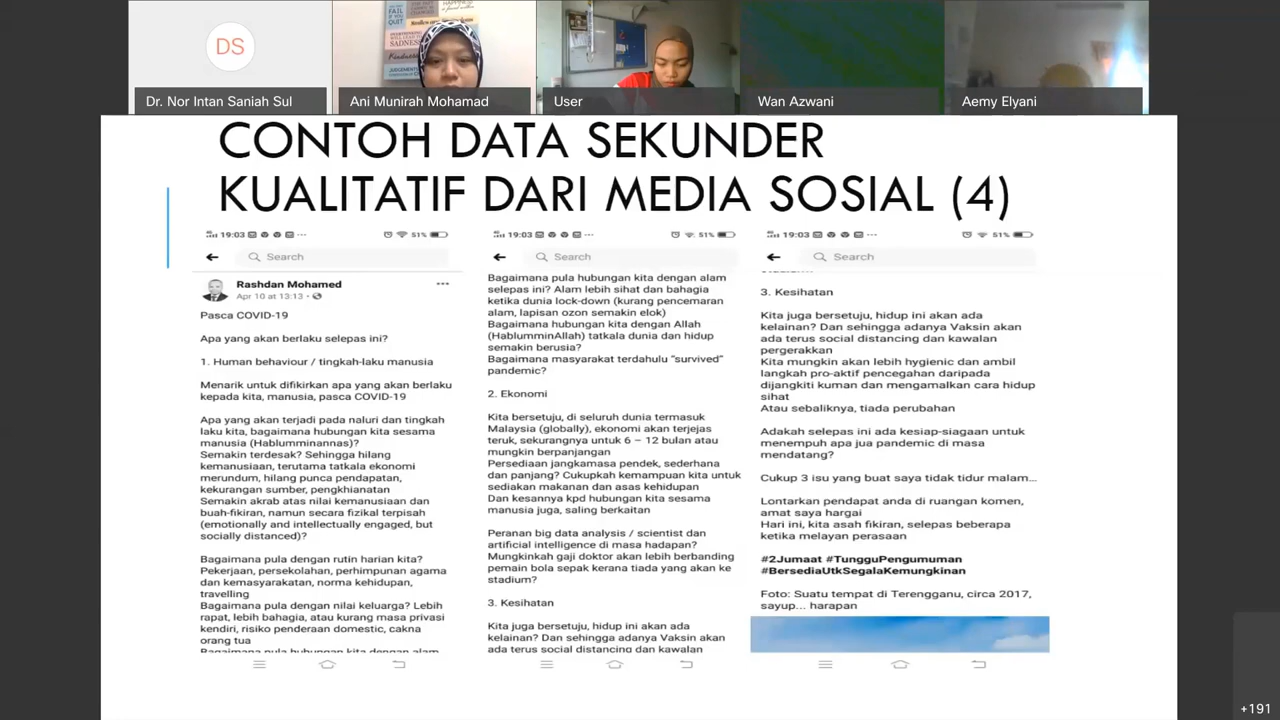 DS
Dr. Nor Intan Saniah Sul
Ani Munirah Mohamad
User
Wan Azwani
Aemy Elyani
CONTOH DATA SEKUNDER
KUALITATIF DARI MEDIA SOSIAL (4)
19:03
51%
Search
Rashdan Mohamed
Apr 10 at 13:13
Pasca COVID-19
Apa yang akan berlaku selepas ini?
1. Human behaviour / tingkah-laku manusia
Menarik untuk difikirkan apa yang akan berlaku
kepada kita, manusia, pasca COVID-19
Apa yang akan terjadi pada naluri dan tingkah
laku kita, bagaimana hubungan kita sesama
manusia (Hablumminannas)?
Semakin terdesak? Sehingga hilang
kemanusiaan, terutama tatkala ekonomi
merundum, hilang punca pendapatan,
kekurangan sumber, pengkhianatan
Semakin akrab atas nilai kemanusiaan dan
buah-fikiran, namun secara fizikal terpisah
(emotionally and intellectually engaged, but
socially distanced)?
Bagaimana pula dengan rutin harian kita?
Pekerjaan, persekolahan, perhimpunan agama
dan kemasyarakatan, norma kehidupan,
travelling
Bagaimana pula dengan nilai keluarga? Lebih
rapat, lebih bahagia, atau kurang masa privasi
kendiri, risiko penderaan domestic, cakna
orang tua
Bagaimana pula hubungan kita dengan alam
19:03
51%
Search
Bagaimana pula hubungan kita dengan alam
selepas ini? Alam lebih sihat dan bahagia
ketika dunia lock-down (kurang pencemaran
alam, lapisan ozon semakin elok)
Bagaimana hubungan kita dengan Allah
(HablumminAllah) tatkala dunia dan hidup
semakin berusia?
Bagaimana masyarakat terdahulu "survived"
pandemic?
2. Ekonomi
Kita bersetuju, di seluruh dunia termasuk
Malaysia (globally), ekonomi akan terjejas
teruk, sekurangnya untuk 6 – 12 bulan atau
mungkin berpanjangan
Persediaan jangkamasa pendek, sederhana
dan panjang? Cukupkah kemampuan kita untuk
sediakan makanan dan asas kehidupan
Dan kesannya kpd hubungan kita sesama
manusia juga, saling berkaitan
Peranan big data analysis / scientist dan
artificial intelligence di masa hadapan?
Mungkinkah gaji doktor akan lebih berbanding
pemain bola sepak kerana tiada yang akan ke
stadium?
3. Kesihatan
Kita juga bersetuju, hidup ini akan ada
kelainan? Dan sehingga adanya Vaksin akan
ada terus social distancing dan kawalan
19:03
51%
Search
3. Kesihatan
Kita juga bersetuju, hidup ini akan ada
kelainan? Dan sehingga adanya Vaksin akan
ada terus social distancing dan kawalan
pergerakkan
Kita mungkin akan lebih hygienic dan ambil
langkah pro-aktif pencegahan daripada
dijangkiti kuman dan mengamalkan cara hidup
sihat
Atau sebaliknya, tiada perubahan
Adakah selepas ini ada kesiap-siagaan untuk
menempuh apa jua pandemic di masa
mendatang?
Cukup 3 isu yang buat saya tidak tidur malam...
Lontarkan pendapat anda di ruangan komen,
amat saya hargai
Hari ini, kita asah fikiran, selepas beberapa
ketika melayan perasaan
#2Jumaat #TungguPengumuman
#BersediaUtkSegalaKemungkinan
Foto: Suatu tempat di Terengganu, circa 2017,
sayup... harapan
+191